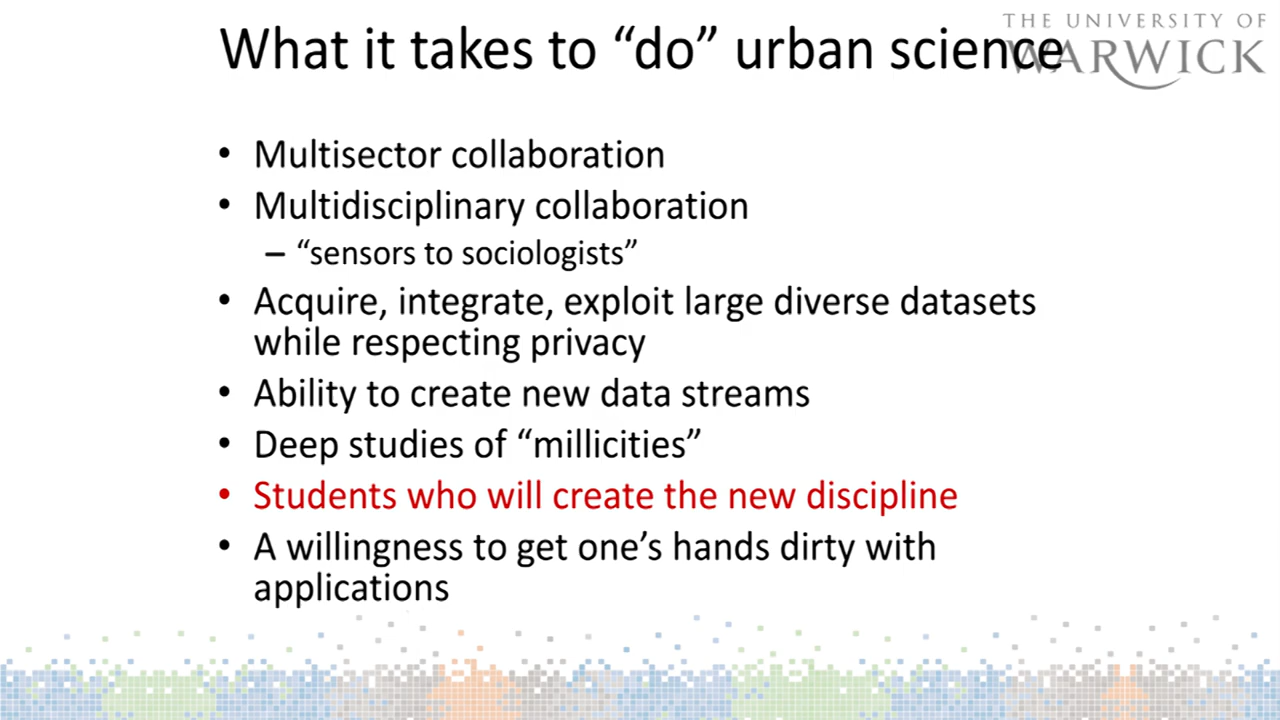 What it takes to “do” urban science
THE UNIVERSITY OF
WARWICK
• Multisector collaboration
• Multidisciplinary collaboration
– “sensors to sociologists”
• Acquire, integrate, exploit large diverse datasets
while respecting privacy
• Ability to create new data streams
• Deep studies of “millicities”
• Students who will create the new discipline
• A willingness to get one’s hands dirty with
applications